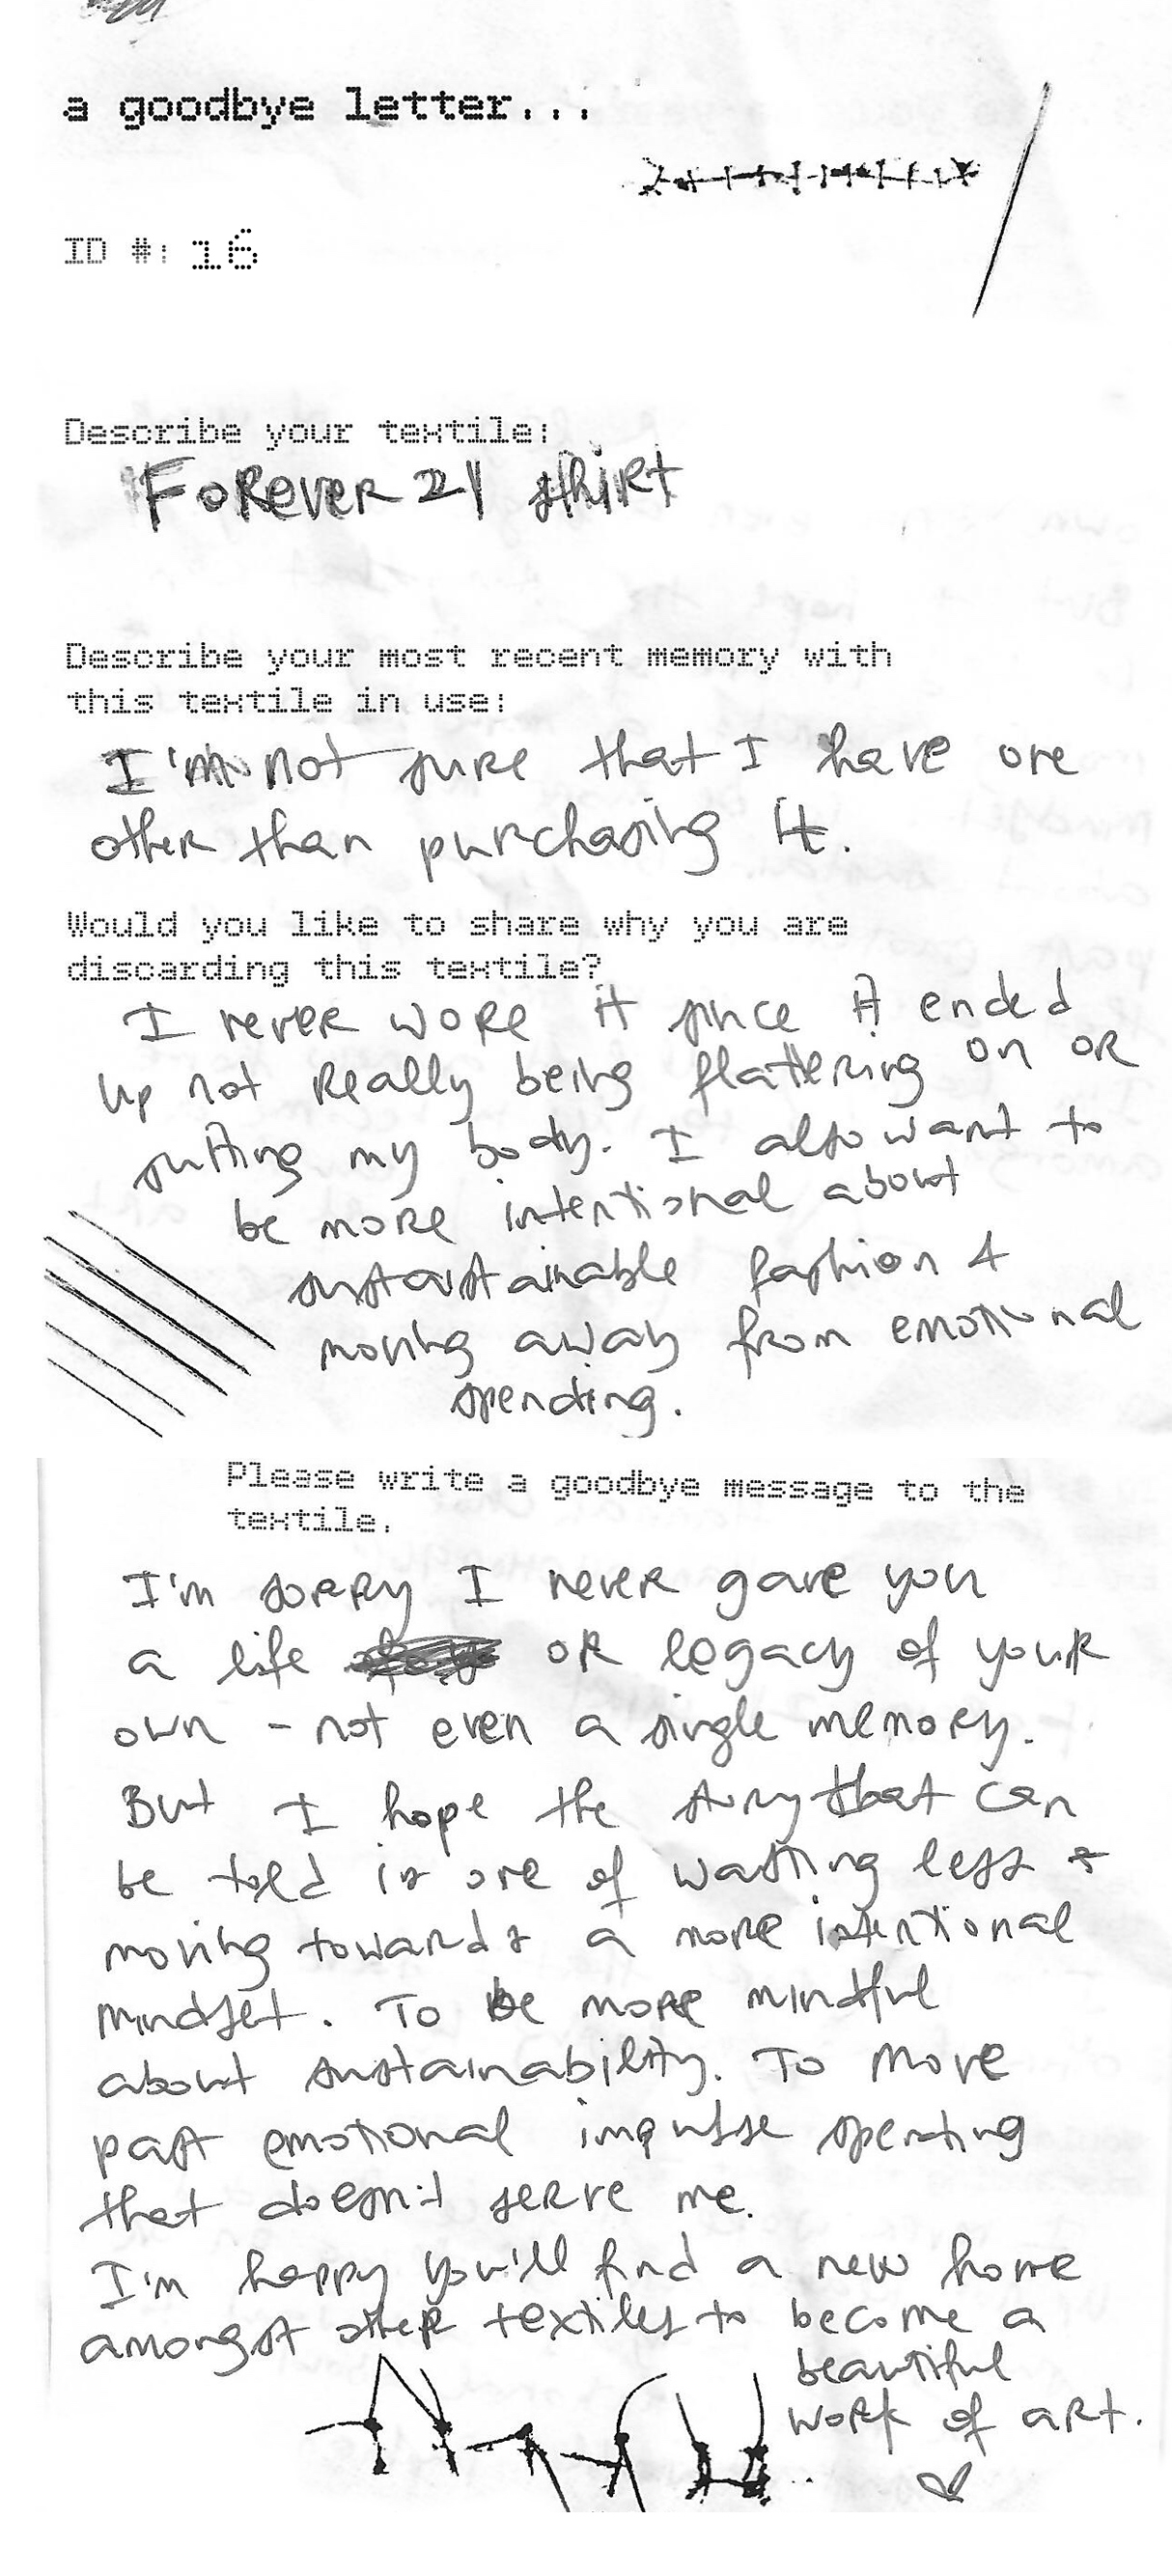 a goodbye letter...
ID #: 16
Describe your textile:
Forever 21 shirt
Describe your most recent memory with
this textile in use:
I'm not sure that I have one
other than purchasing it.
Would you like to share why you are
discarding this textile?
I never wore it since it ended
up not really being flattering on or
suiting my body. I also want to
be more intentional about
sustainable fashion &
moving away from emotional
spending.
Please write a goodbye message to the
textile.
I'm sorry I never gave you
a life or legacy of your
own - not even a single memory.
But I hope the story that can
be told is one of wasting less &
moving towards a more intentional
mindset. To be more mindful
about sustainability. To move
past emotional impulse spending
that doesn't serve me.
I'm happy you'll find a new home
amongst other textiles to become a
beautiful
work of art.